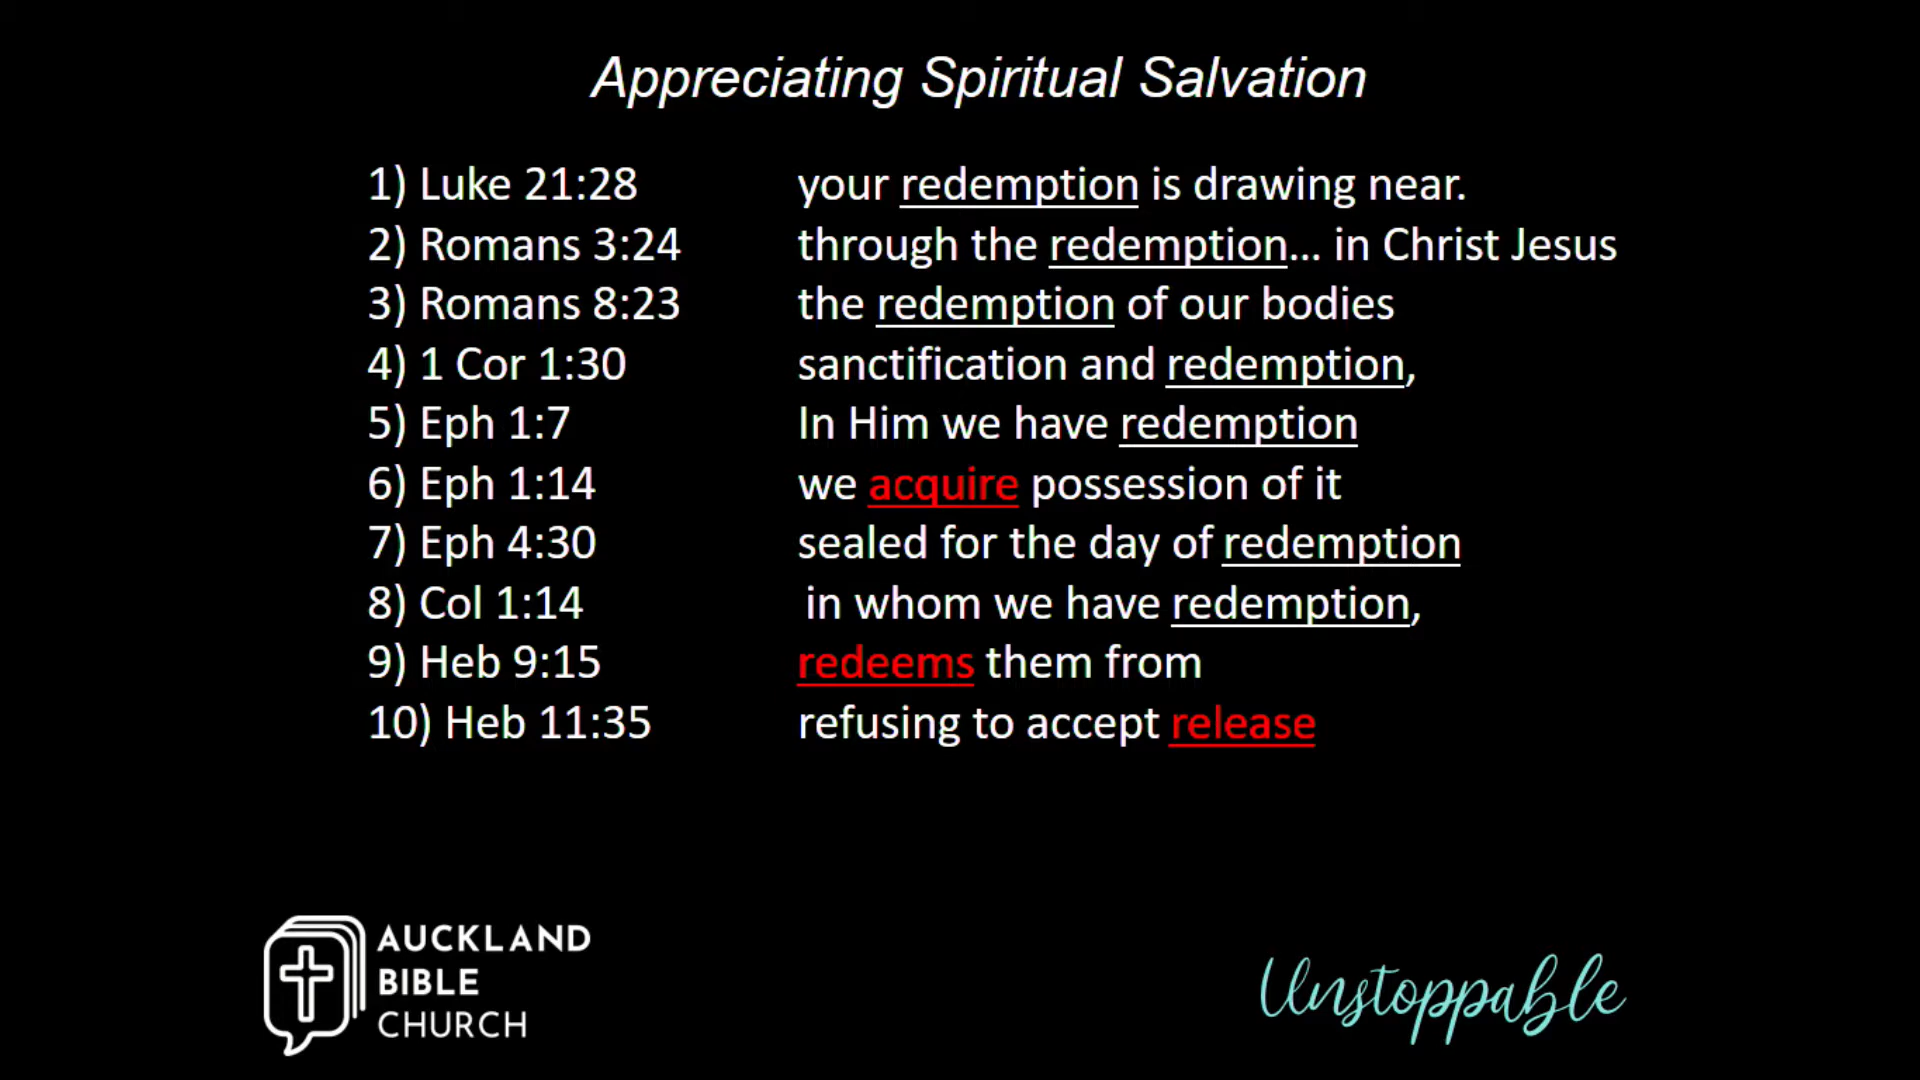 Appreciating Spiritual Salvation
1) Luke 21:28 your redemption is drawing near.
2) Romans 3:24 through the redemption... in Christ Jesus
3) Romans 8:23 the redemption of our bodies
4) 1 Cor 1:30 sanctification and redemption,
5) Eph 1:7 In Him we have redemption
6) Eph 1:14 we acquire possession of it
7) Eph 4:30 sealed for the day of redemption
8) Col 1:14 in whom we have redemption,
9) Heb 9:15 redeems them from
10) Heb 11:35 refusing to accept release
AUCKLAND
BIBLE
CHURCH
Unstoppable